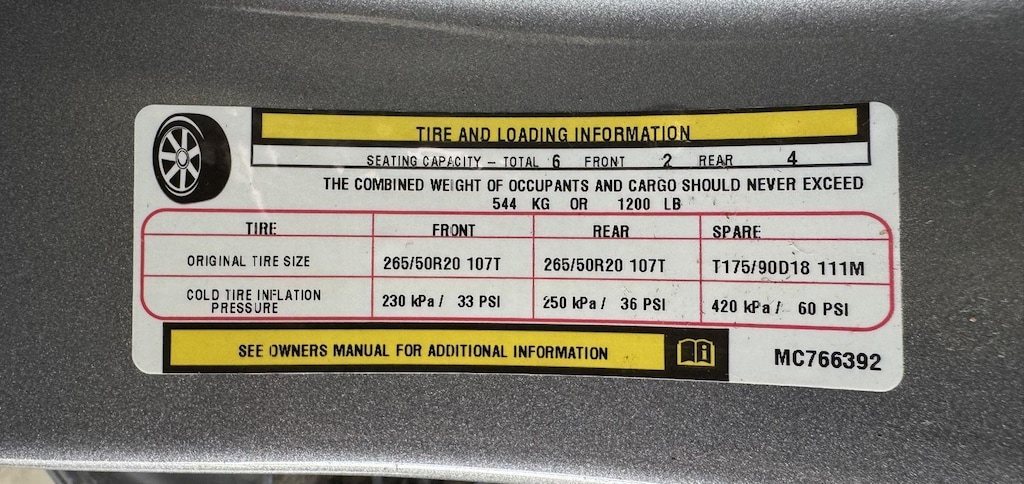 TIRE AND LOADING INFORMATION
SEATING CAPACITY – TOTAL 6 FRONT 2 REAR 4
THE COMBINED WEIGHT OF OCCUPANTS AND CARGO SHOULD NEVER EXCEED
544 KG OR 1200 LB
TIRE FRONT REAR SPARE
ORIGINAL TIRE SIZE 265/50R20 107T 265/50R20 107T T175/90D18 111M
COLD TIRE INFLATION
PRESSURE 230 kPa / 33 PSI 250 kPa / 36 PSI 420 kPa / 60 PSI
SEE OWNERS MANUAL FOR ADDITIONAL INFORMATION
MC766392